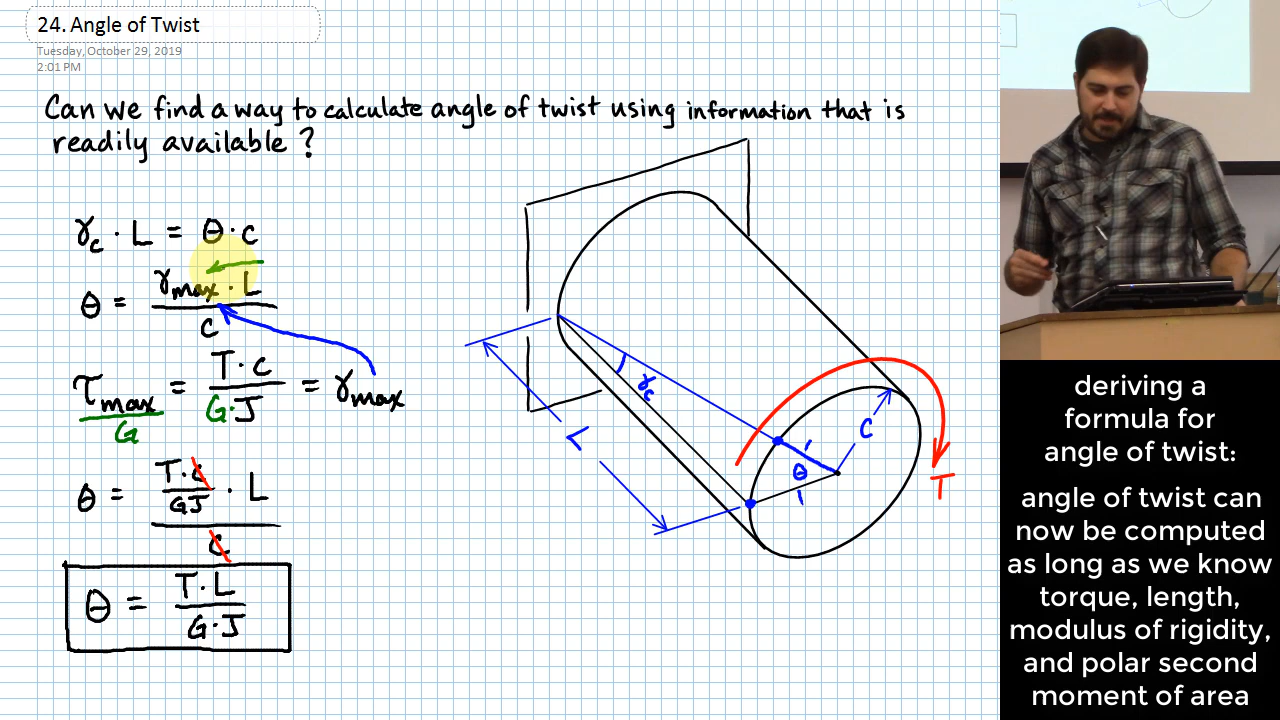 24. Angle of Twist
Tuesday, October 29, 2019
2:01 PM
Can we find a way to calculate angle of twist using information that is
readily available ?
γc · L = θ · c
θ = γmax · L / c
τmax / G = T · c / G · J = γmax
θ = T · c / GJ · L / c
θ = T · L / G · J
γc
L
θ
c
T
deriving a
formula for
angle of twist:
angle of twist can
now be computed
as long as we know
torque, length,
modulus of rigidity,
and polar second
moment of area